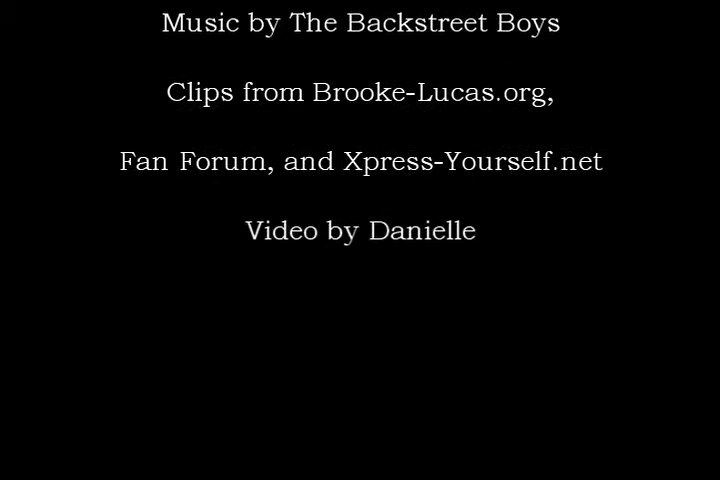 Music by The Backstreet Boys
Clips from Brooke-Lucas.org,
Fan Forum, and Xpress-Yourself.net
Video by Danielle